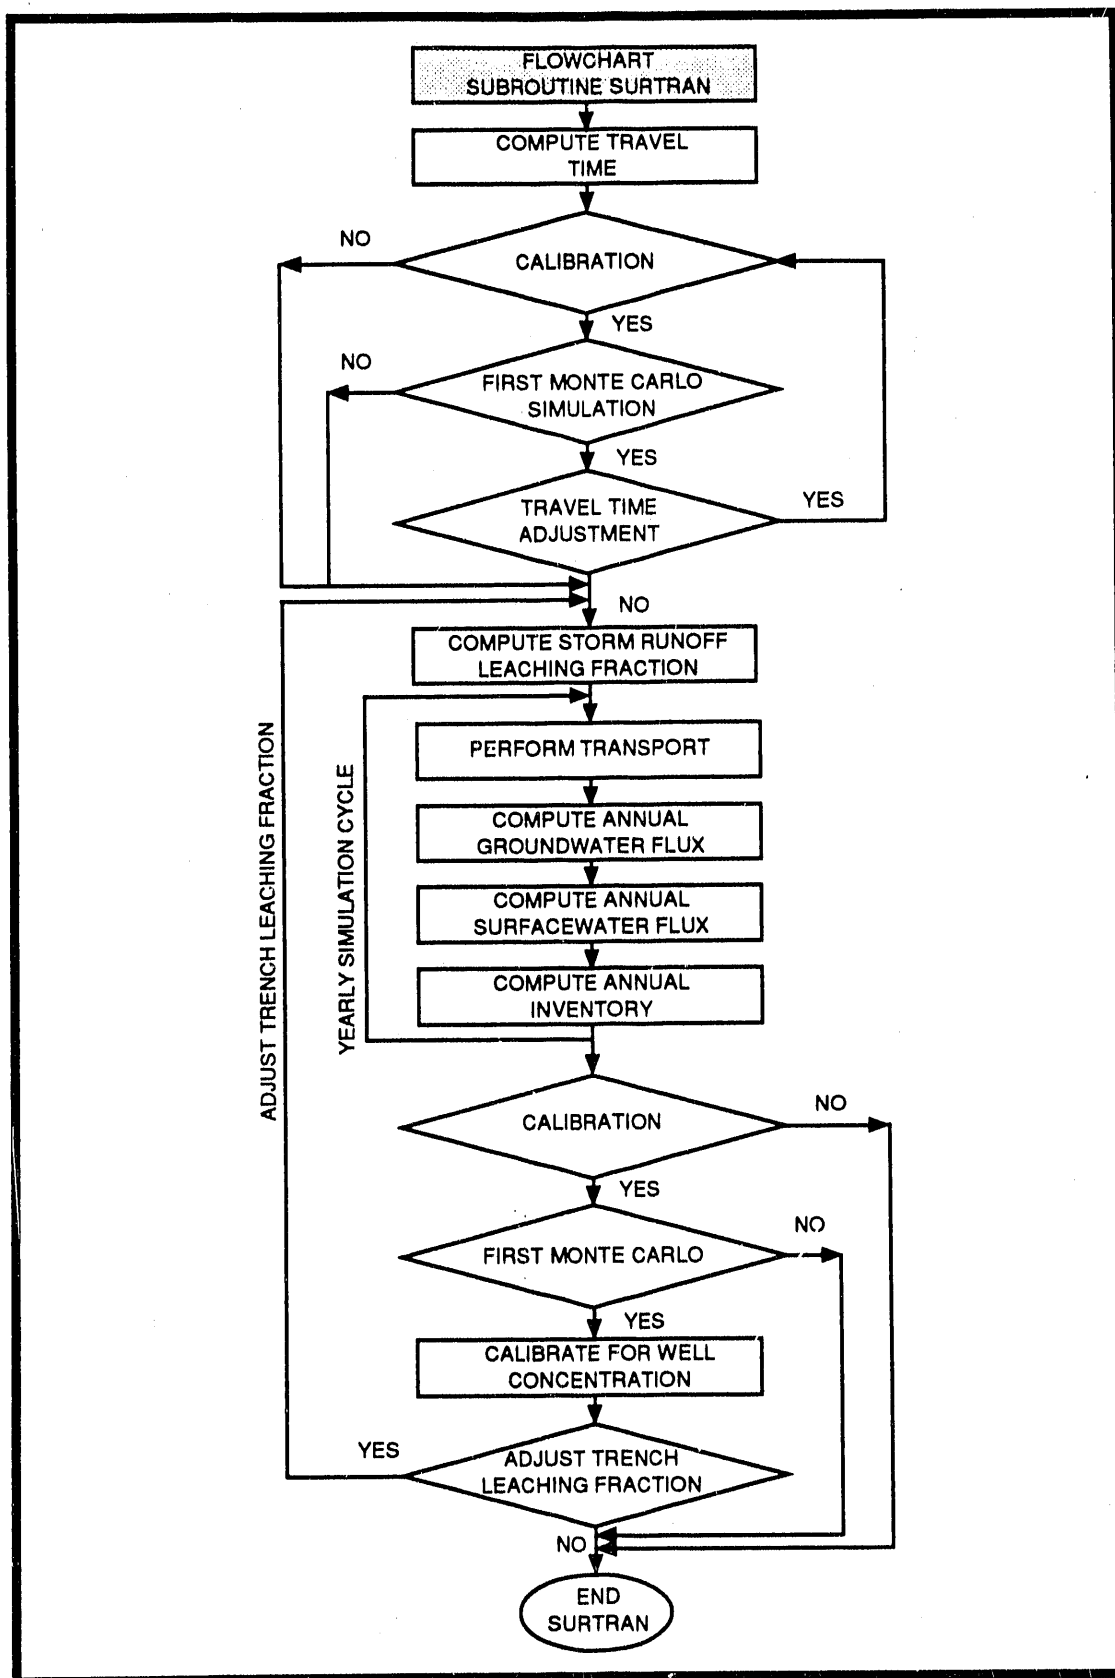 FLOWCHART
SUBROUTINE SURTRAN
COMPUTE TRAVEL
TIME
NO
CALIBRATION
YES
NO
FIRST MONTE CARLO
SIMULATION
YES
TRAVEL TIME
ADJUSTMENT
YES
NO
COMPUTE STORM RUNOFF
LEACHING FRACTION
ADJUST TRENCH LEACHING FRACTION
YEARLY SIMULATION CYCLE
PERFORM TRANSPORT
COMPUTE ANNUAL
GROUNDWATER FLUX
COMPUTE ANNUAL
SURFACEWATER FLUX
COMPUTE ANNUAL
INVENTORY
CALIBRATION
NO
YES
NO
FIRST MONTE CARLO
YES
CALIBRATE FOR WELL
CONCENTRATION
YES
ADJUST TRENCH
LEACHING FRACTION
NO
END
SURTRAN